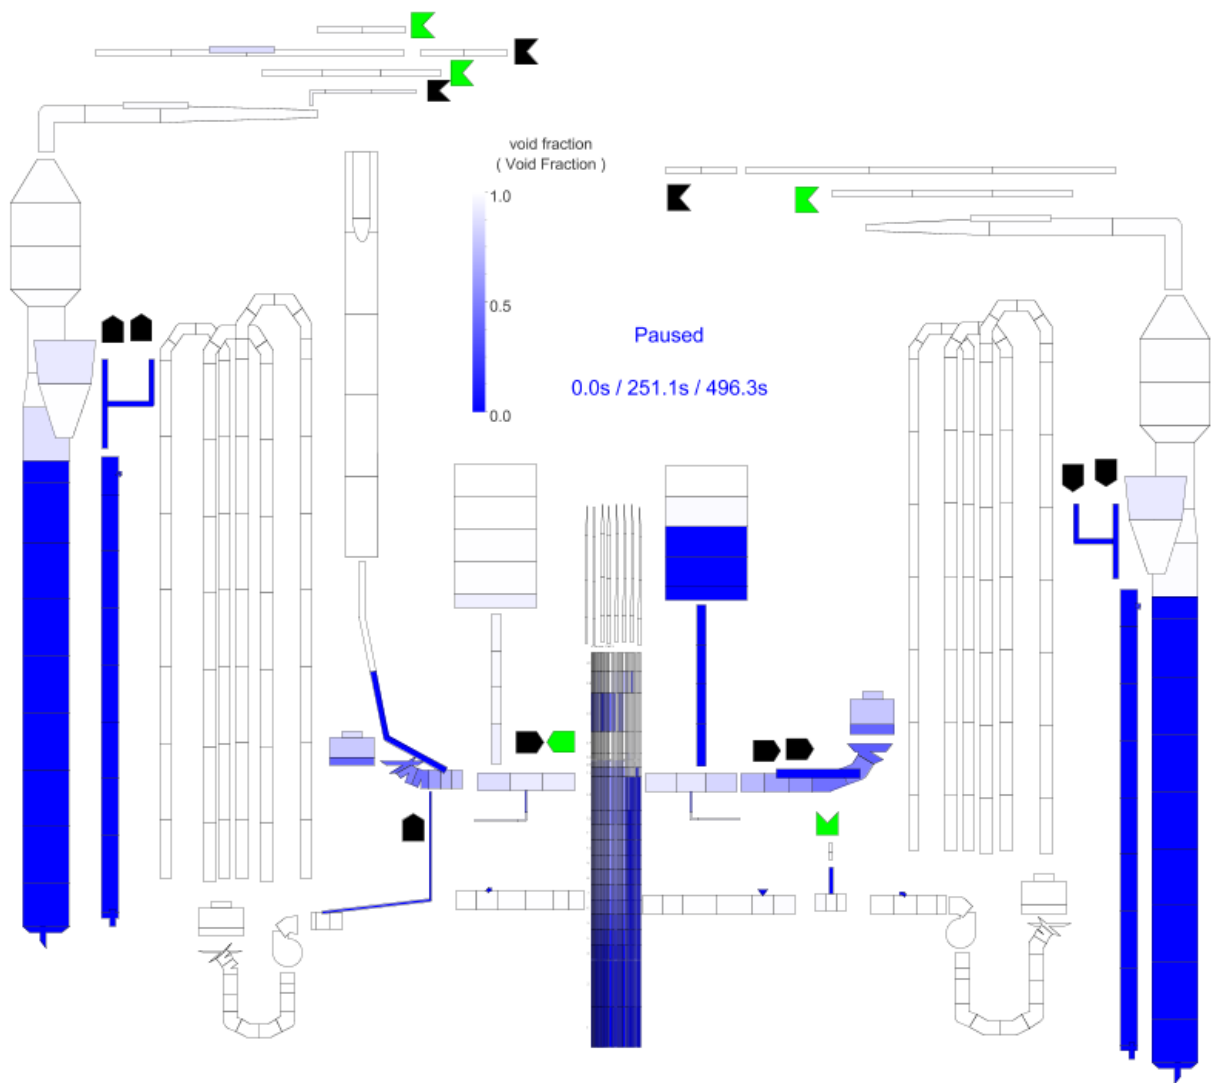 void fraction
( Void Fraction )
1.0
0.5
0.0
Paused
0.0s / 251.1s / 496.3s